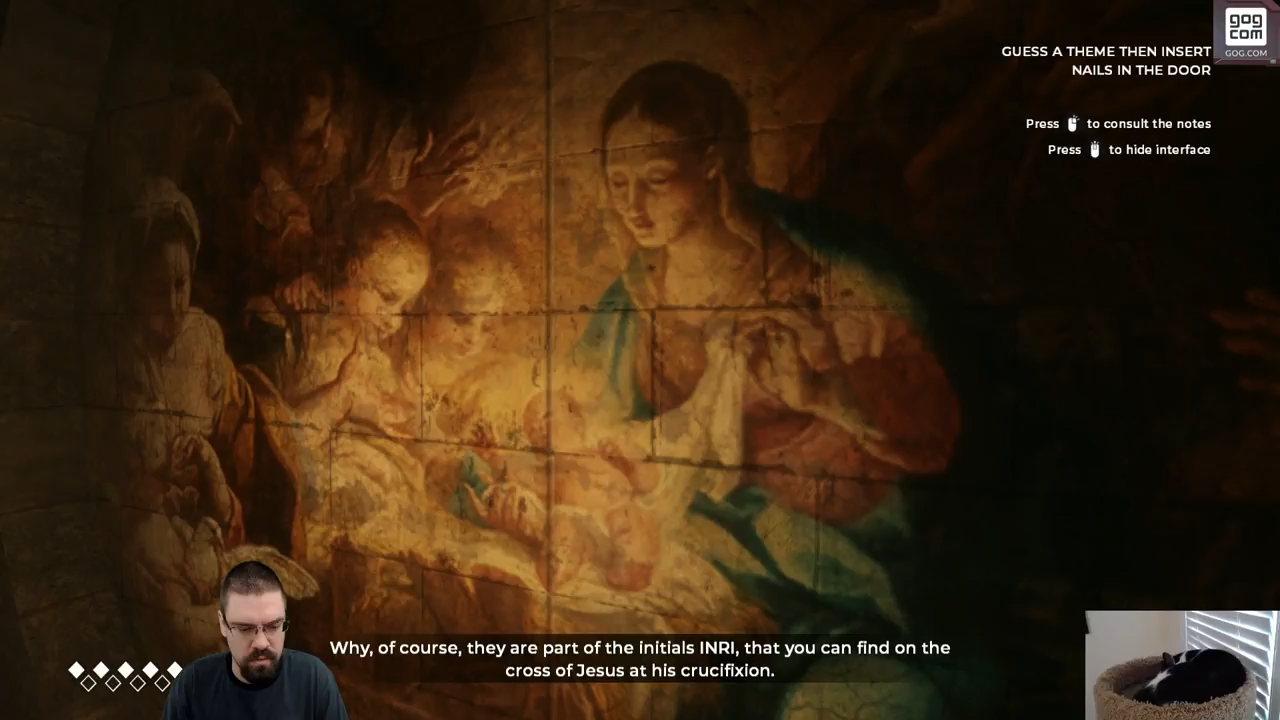 gog
com
GOG.COM
GUESS A THEME THEN INSERT
NAILS IN THE DOOR
Press to consult the notes
Press to hide interface
Why, of course, they are part of the initials INRI, that you can find on the
cross of Jesus at his crucifixion.